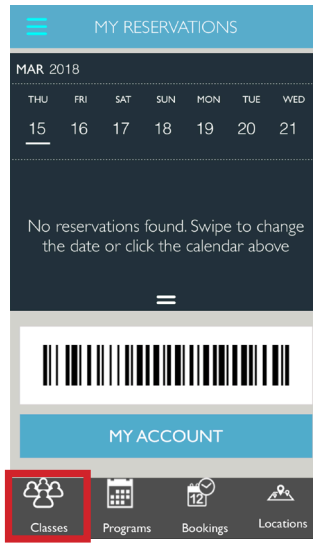 MY RESERVATIONS
MAR 2018
THU FRI SAT SUN MON TUE WED
15 16 17 18 19 20 21
No reservations found. Swipe to change
the date or click the calendar above
MY ACCOUNT
12
Classes Programs Bookings Locations